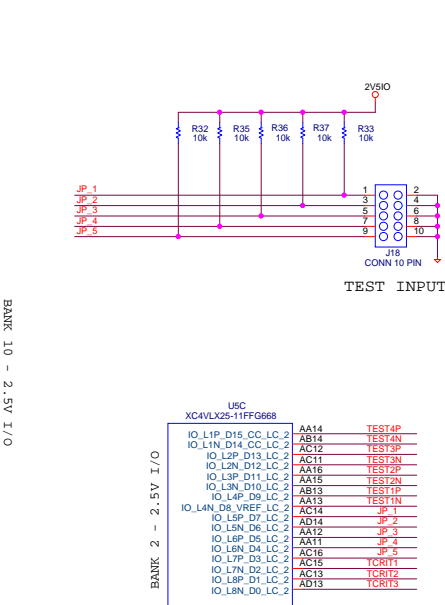 2V5IO
R32 R35 R36 R37 R33
10k 10k 10k 10k 10k
JP_1 1 2
JP_2 3 4
JP_3 5 6
JP_4 7 8
JP_5 9 10
J18
CONN 10 PIN
TEST INPUT
BANK 10 - 2.5V I/O
BANK 2 - 2.5V I/O
U5C
XC4VLX25-11FFG668
IO_L1P_D15_CC_LC_2 AA14 TEST4P
IO_L1N_D14_CC_LC_2 AB14 TEST4N
IO_L2P_D13_LC_2 AC12 TEST3P
IO_L2N_D12_LC_2 AC11 TEST3N
IO_L3P_D11_LC_2 AA16 TEST2P
IO_L3N_D10_LC_2 AA15 TEST2N
IO_L4P_D9_LC_2 AB13 TEST1P
IO_L4N_D8_VREF_LC_2 AA13 TEST1N
IO_L5P_D7_LC_2 AC14 JP_1
IO_L5N_D6_LC_2 AD14 JP_2
IO_L6P_D5_LC_2 AA12 JP_3
IO_L6N_D4_LC_2 AA11 JP_4
IO_L7P_D3_LC_2 AC16 JP_5
IO_L7N_D2_LC_2 AC15 TCRIT1
IO_L8P_D1_LC_2 AC13 TCRIT2
IO_L8N_D0_LC_2 AD13 TCRIT3